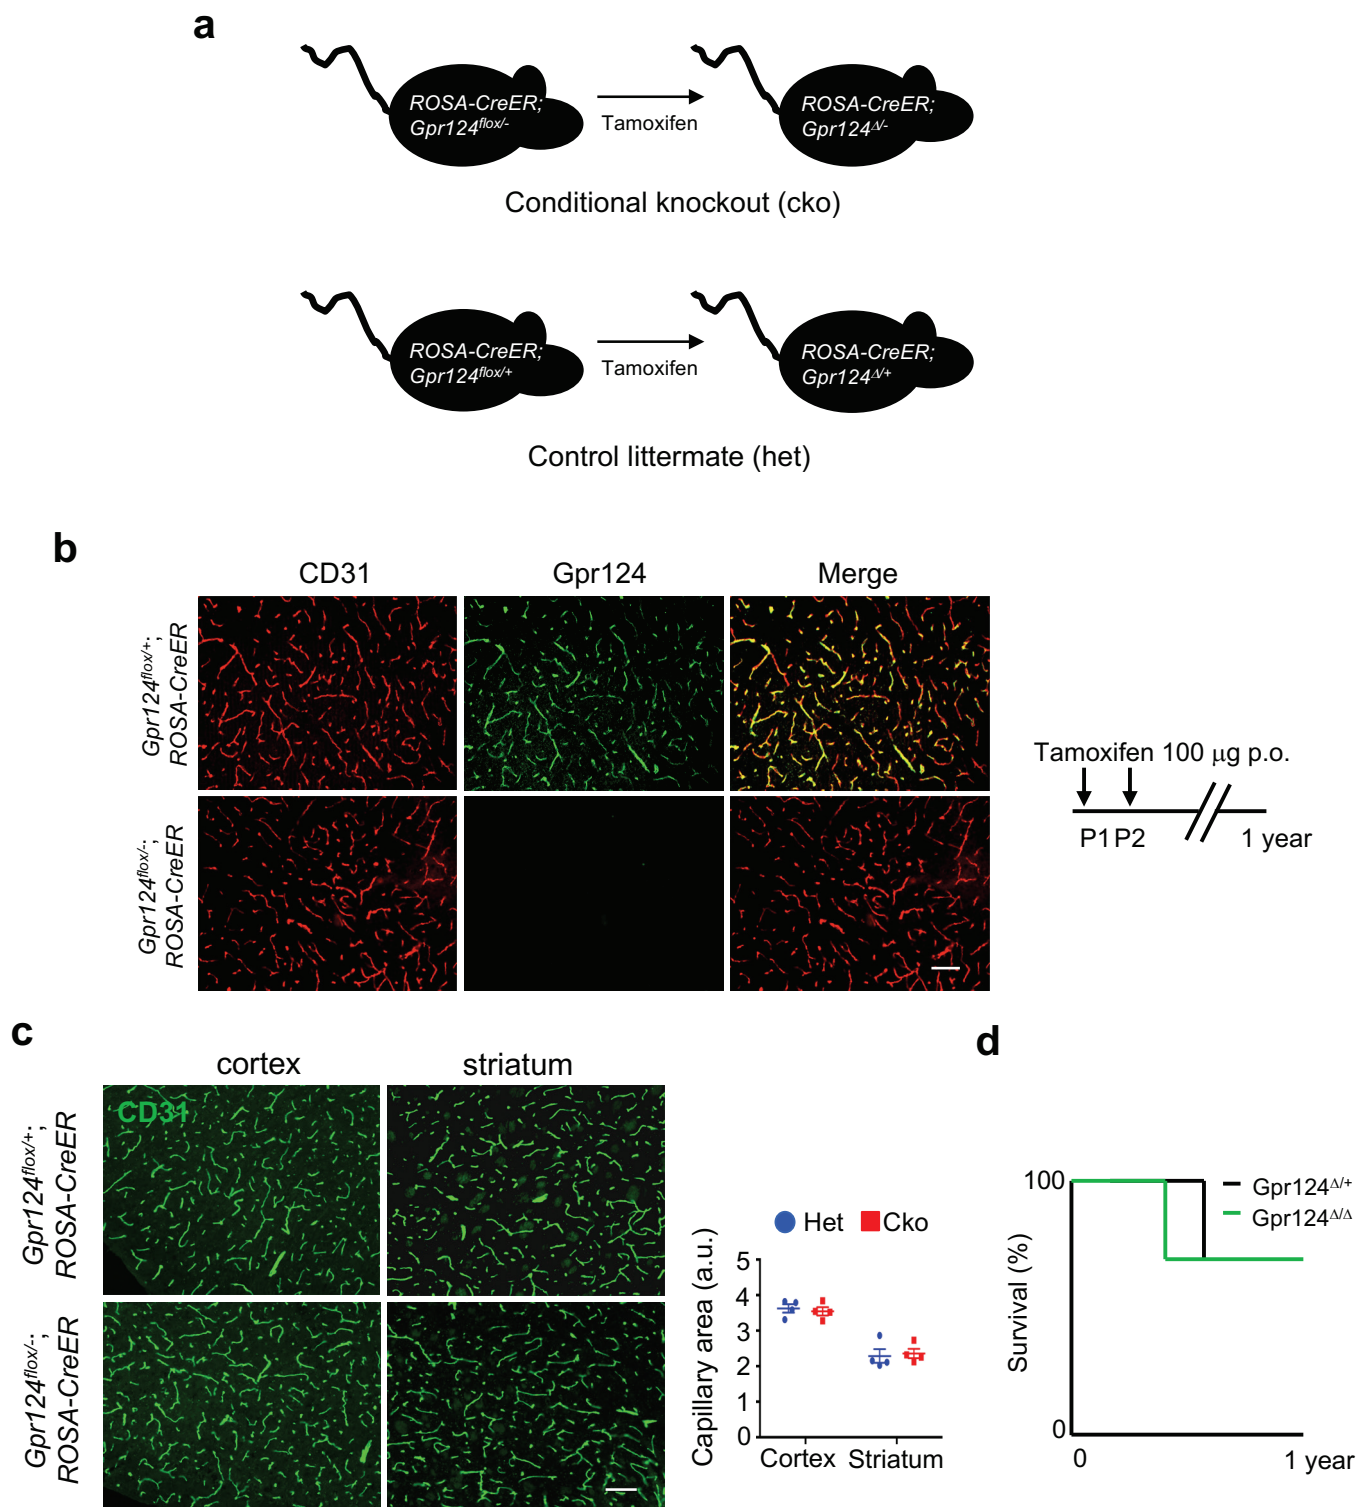 a
ROSA-CreER;
Gpr124flox/-
Tamoxifen
ROSA-CreER;
Gpr124Δ/-
Conditional knockout (cko)
ROSA-CreER;
Gpr124flox/+
Tamoxifen
ROSA-CreER;
Gpr124Δ/+
Control littermate (het)
b
CD31
Gpr124
Merge
Gpr124flox/+;
ROSA-CreER
Gpr124flox/-;
ROSA-CreER
Tamoxifen 100 μg p.o.
P1 P2
1 year
c
cortex
striatum
CD31
Gpr124flox/+;
ROSA-CreER
Gpr124flox/-;
ROSA-CreER
Het
Cko
Capillary area (a.u.)
5
4
3
2
1
0
Cortex
Striatum
d
Survival (%)
100
0
Gpr124Δ/+
Gpr124Δ/Δ
0
1 year